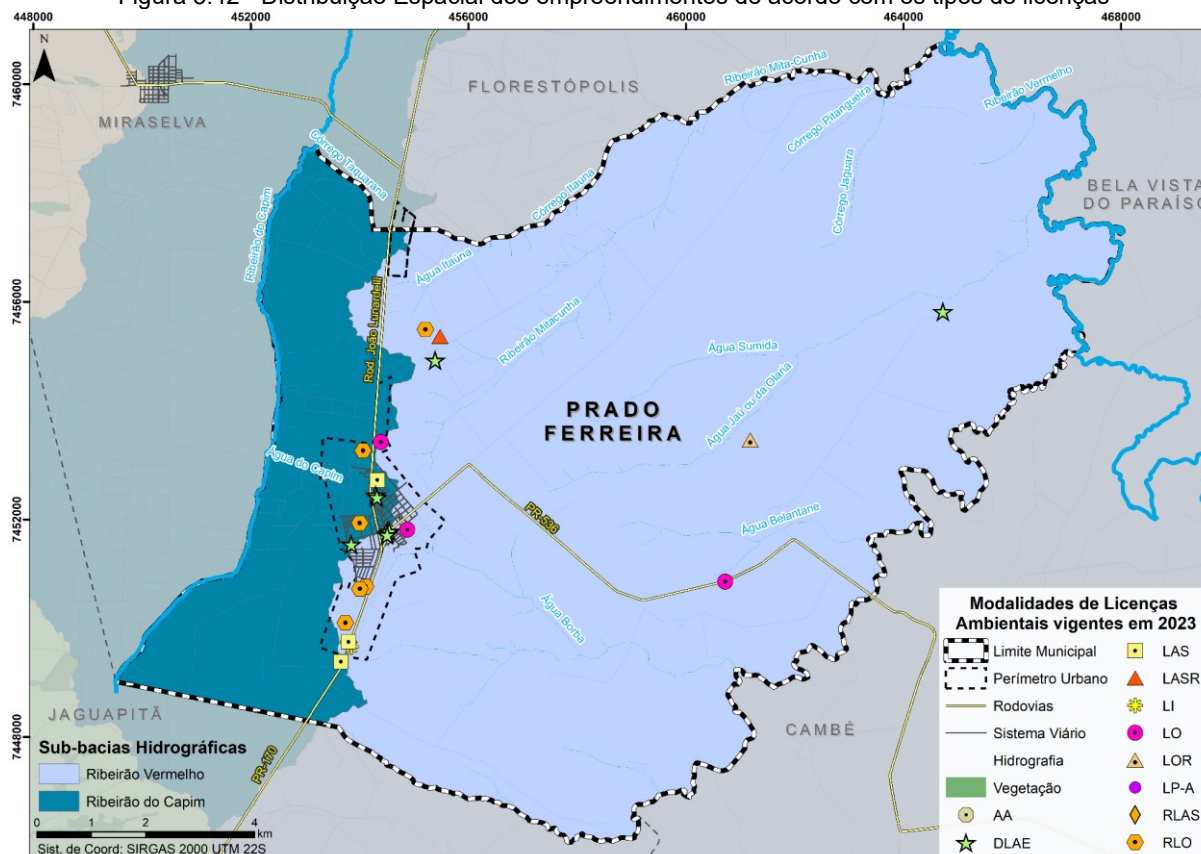 Figura 3.42 - Distribuição Espacial dos empreendimentos de acordo com os tipos de licenças
448000
452000
456000
460000
464000
468000
7460000
7456000
7452000
7448000
N
MIRASELVA
FLORESTÓPOLIS
BELA VISTA
DO PARAÍSO
JAGUAPITÃ
CAMBÉ
PRADO
FERREIRA
Ribeirão Mita-Cunha
Ribeirão Vermelho
Córrego Pitangueira
Córrego Jaguara
Córrego Taquarana
Córrego Itaúna
Ribeirão do Capim
Água Itaúna
Rod. João Lunardelli
Ribeirão Mitacunha
Água Sumida
Água Jaú ou da Olaria
Água do Capim
PR-536
Água Belantane
Água Borba
PR-170
Sub-bacias Hidrográficas
Ribeirão Vermelho
Ribeirão do Capim
0 1 2 4
km
Sist. de Coord: SIRGAS 2000 UTM 22S
Modalidades de Licenças
Ambientais vigentes em 2023
Limite Municipal
Perímetro Urbano
Rodovias
Sistema Viário
Hidrografia
Vegetação
AA
DLAE
LAS
LASR
LI
LO
LOR
LP-A
RLAS
RLO